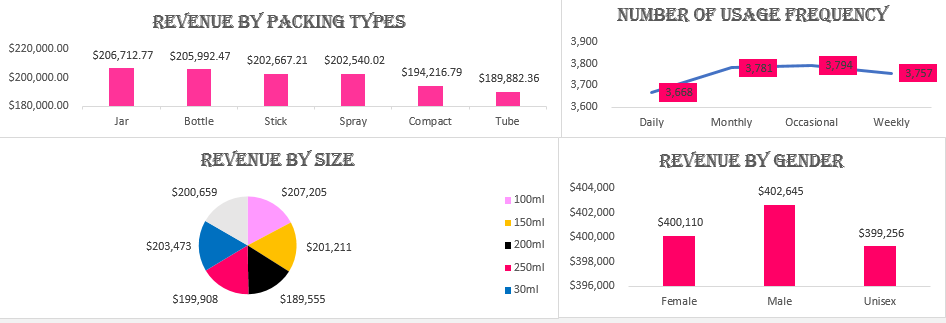 REVENUE BY PACKING TYPES
$220,000.00
$200,000.00
$180,000.00
$206,712.77
$205,992.47
$202,667.21
$202,540.02
$194,216.79
$189,882.36
Jar
Bottle
Stick
Spray
Compact
Tube
NUMBER OF USAGE FREQUENCY
3,900
3,800
3,700
3,600
3,668
3,781
3,794
3,757
Daily
Monthly
Occasional
Weekly
REVENUE BY SIZE
$200,659
$207,205
$203,473
$201,211
$199,908
$189,555
100ml
150ml
200ml
250ml
30ml
REVENUE BY GENDER
$404,000
$402,000
$400,000
$398,000
$396,000
$400,110
$402,645
$399,256
Female
Male
Unisex